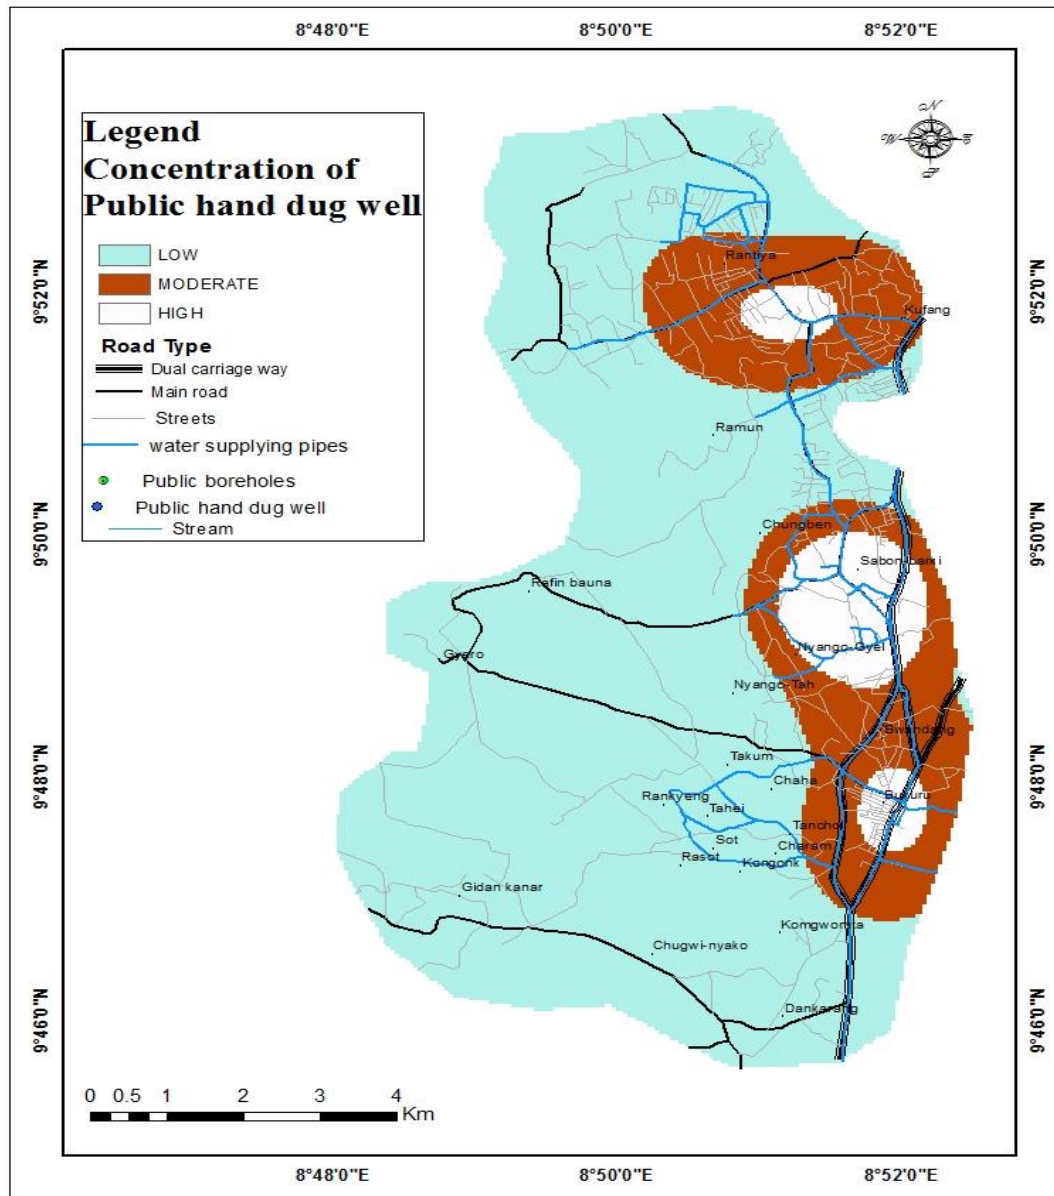 8°48'0"E
8°50'0"E
8°52'0"E
Legend
Concentration of
Public hand dug well
LOW
MODERATE
HIGH
Road Type
Dual carriage way
Main road
Streets
water supplying pipes
Public boreholes
Public hand dug well
Stream
N
W
E
S
9°52'0"N
9°52'0"N
Rantiya
Kufang
Ramun
9°50'0"N
9°50'0"N
Chungben
Sabon-barki
Rafin bauna
Nyango-Gyel
Gyero
Nyango-Tah
Bwandang
9°48'0"N
9°48'0"N
Takum
Chaha
Rankyeng
Bukuru
Tahei
Sot
Charam
Rasot
Kongonk
Gidan kanar
Chugwi-nyako
Dankarang
9°46'0"N
9°46'0"N
0 0.5 1 2 3 4
Km
8°48'0"E
8°50'0"E
8°52'0"E